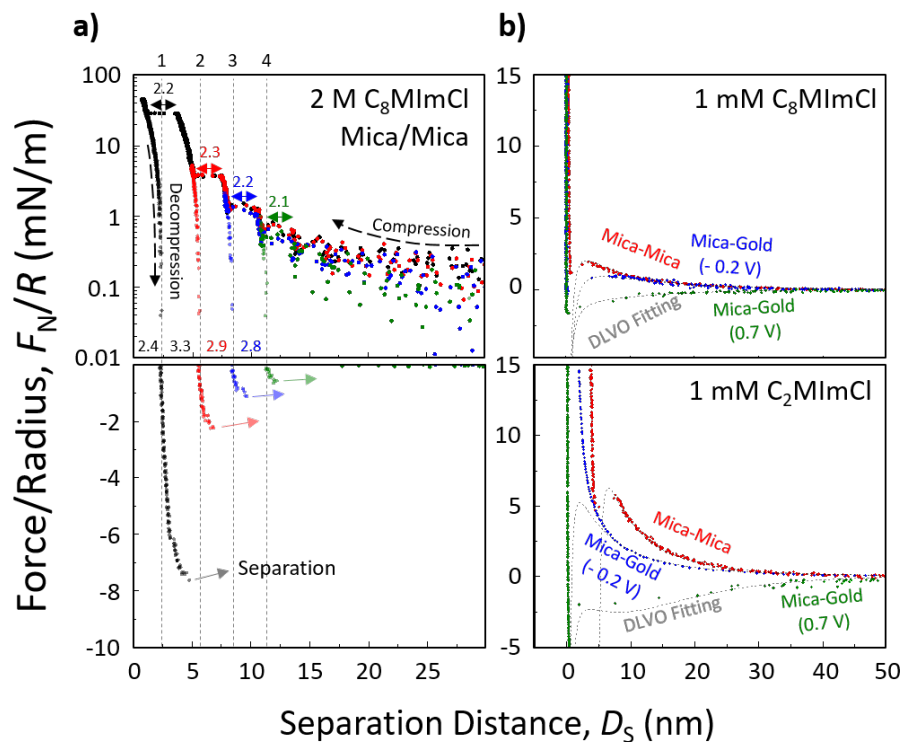 a)
b)
1 2 3 4
100
10
1
0.1
0.01
2.2
2.3
2.2
2.1
2 M C₈MImCl
Mica/Mica
Decompression
Compression
2.4 3.3 2.9 2.8
-2
-4
-6
-8
-10
Separation
0 5 10 15 20 25
15
10
5
0
1 mM C₈MImCl
Mica-Mica
Mica-Gold
(- 0.2 V)
DLVO Fitting
Mica-Gold
(0.7 V)
15
10
5
0
-5
1 mM C₂MImCl
Mica-Mica
Mica-Gold
(- 0.2 V)
DLVO Fitting
Mica-Gold
(0.7 V)
0 10 20 30 40 50
Force/Radius, F_N/R (mN/m)
Separation Distance, D_S (nm)